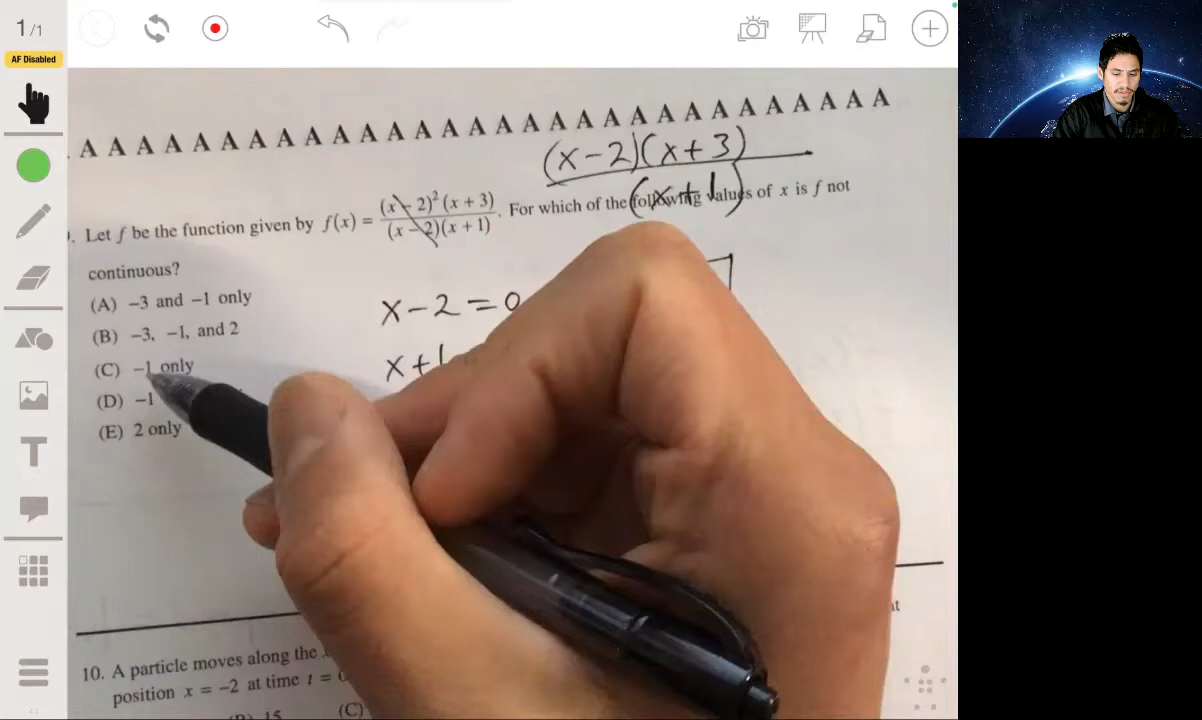 1/1
AF Disabled
T
A A A A A A A A A A A A A A A A A A A A A A A A A A A A A
(x-2)(x+3)
(x+1)
. Let f be the function given by f(x) = (x - 2)² (x + 3) / (x - 2)(x + 1) . For which of the following values of x is f not
continuous?
(A) -3 and -1 only
(B) -3, -1, and 2
(C) -1 only
(D) -1
(E) 2 only
x-2=0
x+1
10. A particle moves along the
position x = -2 at time t =
(B) 15 (C)